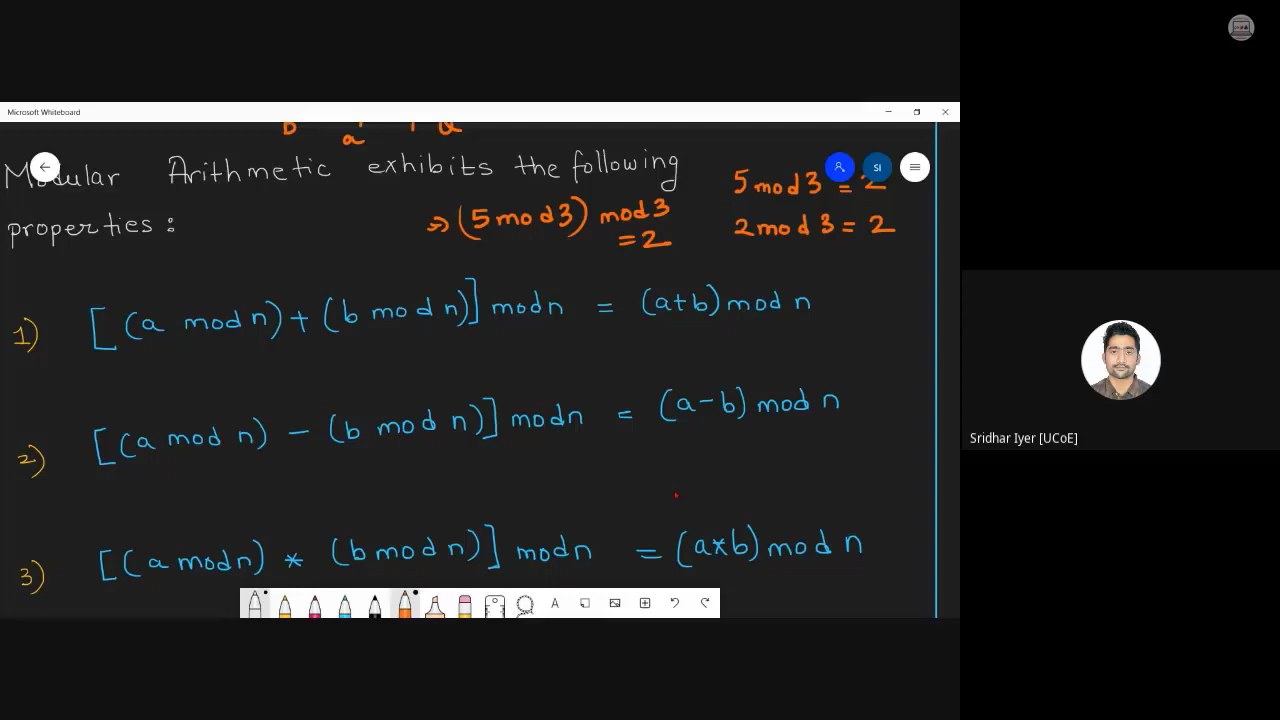 Microsoft Whiteboard
a
Modular Arithmetic exhibits the following
properties :
(5 mod 3) mod 3
= 2
5 mod 3 = 2
2 mod 3 = 2
SI
1) [(a mod n) + (b mod n)] mod n = (a+b) mod n
2) [(a mod n) - (b mod n)] mod n = (a-b) mod n
3) [(a mod n) * (b mod n)] mod n = (a*b) mod n
A
Sridhar Iyer [UCoE]